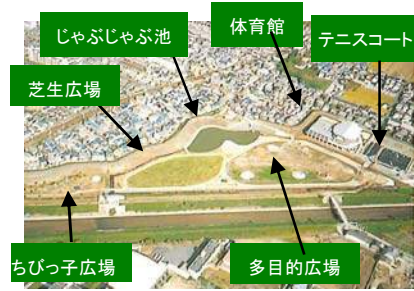 じゃぶじゃぶ池
体育館
テニスコート
芝生広場
ちびっ子広場
多目的広場